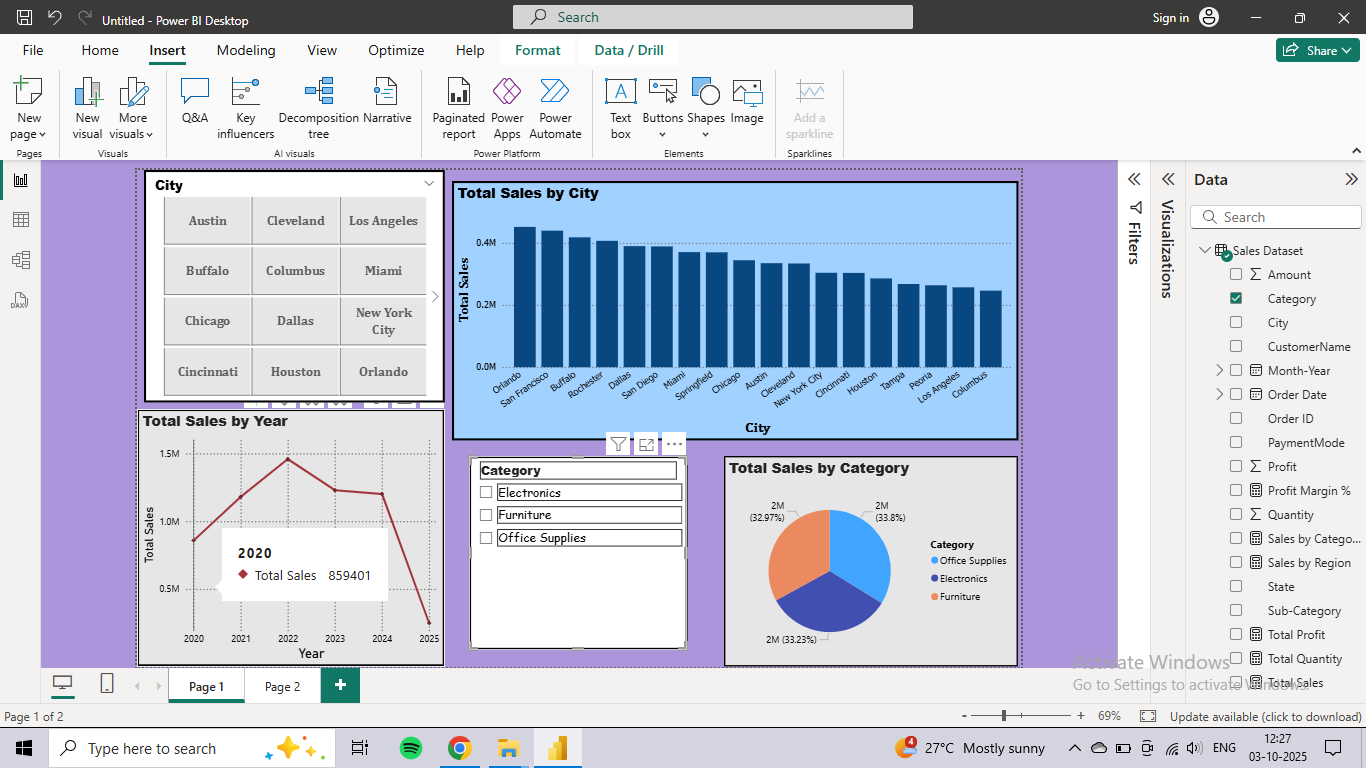 Untitled - Power BI Desktop
Search
Sign in
File Home Insert Modeling View Optimize Help Format Data / Drill
Share
New page
New visual
More visuals
Q&A
Key influencers
Decomposition tree
Narrative
Paginated report
Power Apps
Power Automate
Text box
Buttons
Shapes
Image
Add a sparkline
Pages
Visuals
AI visuals
Power Platform
Elements
Sparklines
City
Austin Cleveland Los Angeles
Buffalo Columbus Miami
Chicago Dallas New York City
Cincinnati Houston Orlando
Total Sales by City
Total Sales
0.4M
0.2M
0.0M
Orlando
San Francisco
Buffalo
Rochester
Dallas
San Diego
Miami
Springfield
Chicago
Austin
Cleveland
New York City
Cincinnati
Houston
Tampa
Peoria
Los Angeles
Columbus
City
Total Sales by Year
Total Sales
1.5M
1.0M
0.5M
2020
Total Sales 859401
2020 2021 2022 2023 2024 2025
Year
Category
Electronics
Furniture
Office Supplies
Total Sales by Category
2M
(32.97%)
2M
(33.8%)
2M (33.23%)
Category
Office Supplies
Electronics
Furniture
Filters
Visualizations
Data
Search
Sales Dataset
Amount
Category
City
CustomerName
Month-Year
Order Date
Order ID
PaymentMode
Profit
Profit Margin %
Quantity
Sales by Catego...
Sales by Region
State
Sub-Category
Total Profit
Total Quantity
Total Sales
Activate Windows
Go to Settings to activate Windows.
Page 1
Page 2
Page 1 of 2
69%
Update available (click to download)
Type here to search
4
27°C Mostly sunny
ENG
12:27
03-10-2025